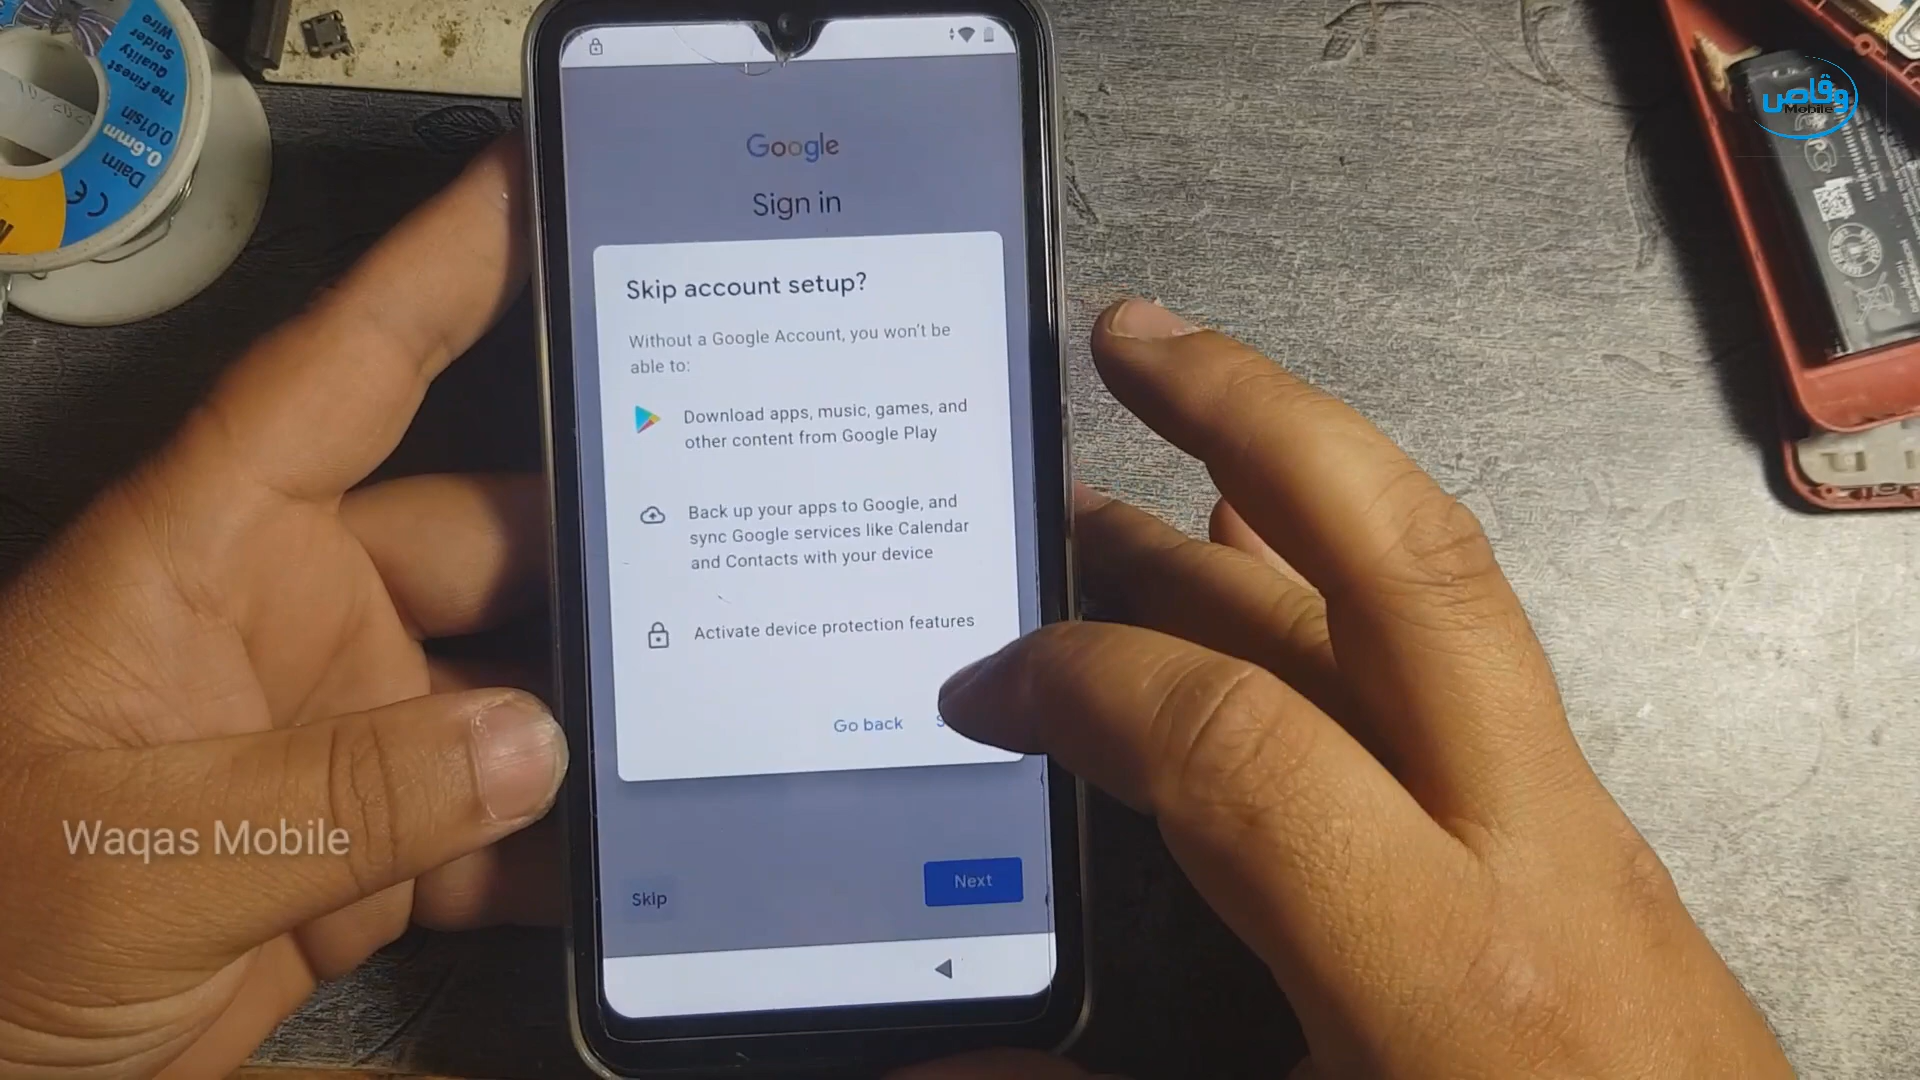 The Finest
Quality
Solder
Wire
0.01sin
0.6mm
Daim
Google
Sign in
Skip account setup?
Without a Google Account, you won't be
able to:
Download apps, music, games, and
other content from Google Play
Back up your apps to Google, and
sync Google services like Calendar
and Contacts with your device
Activate device protection features
Go back
Skip
Next
Waqas Mobile
وقاص
Mobile